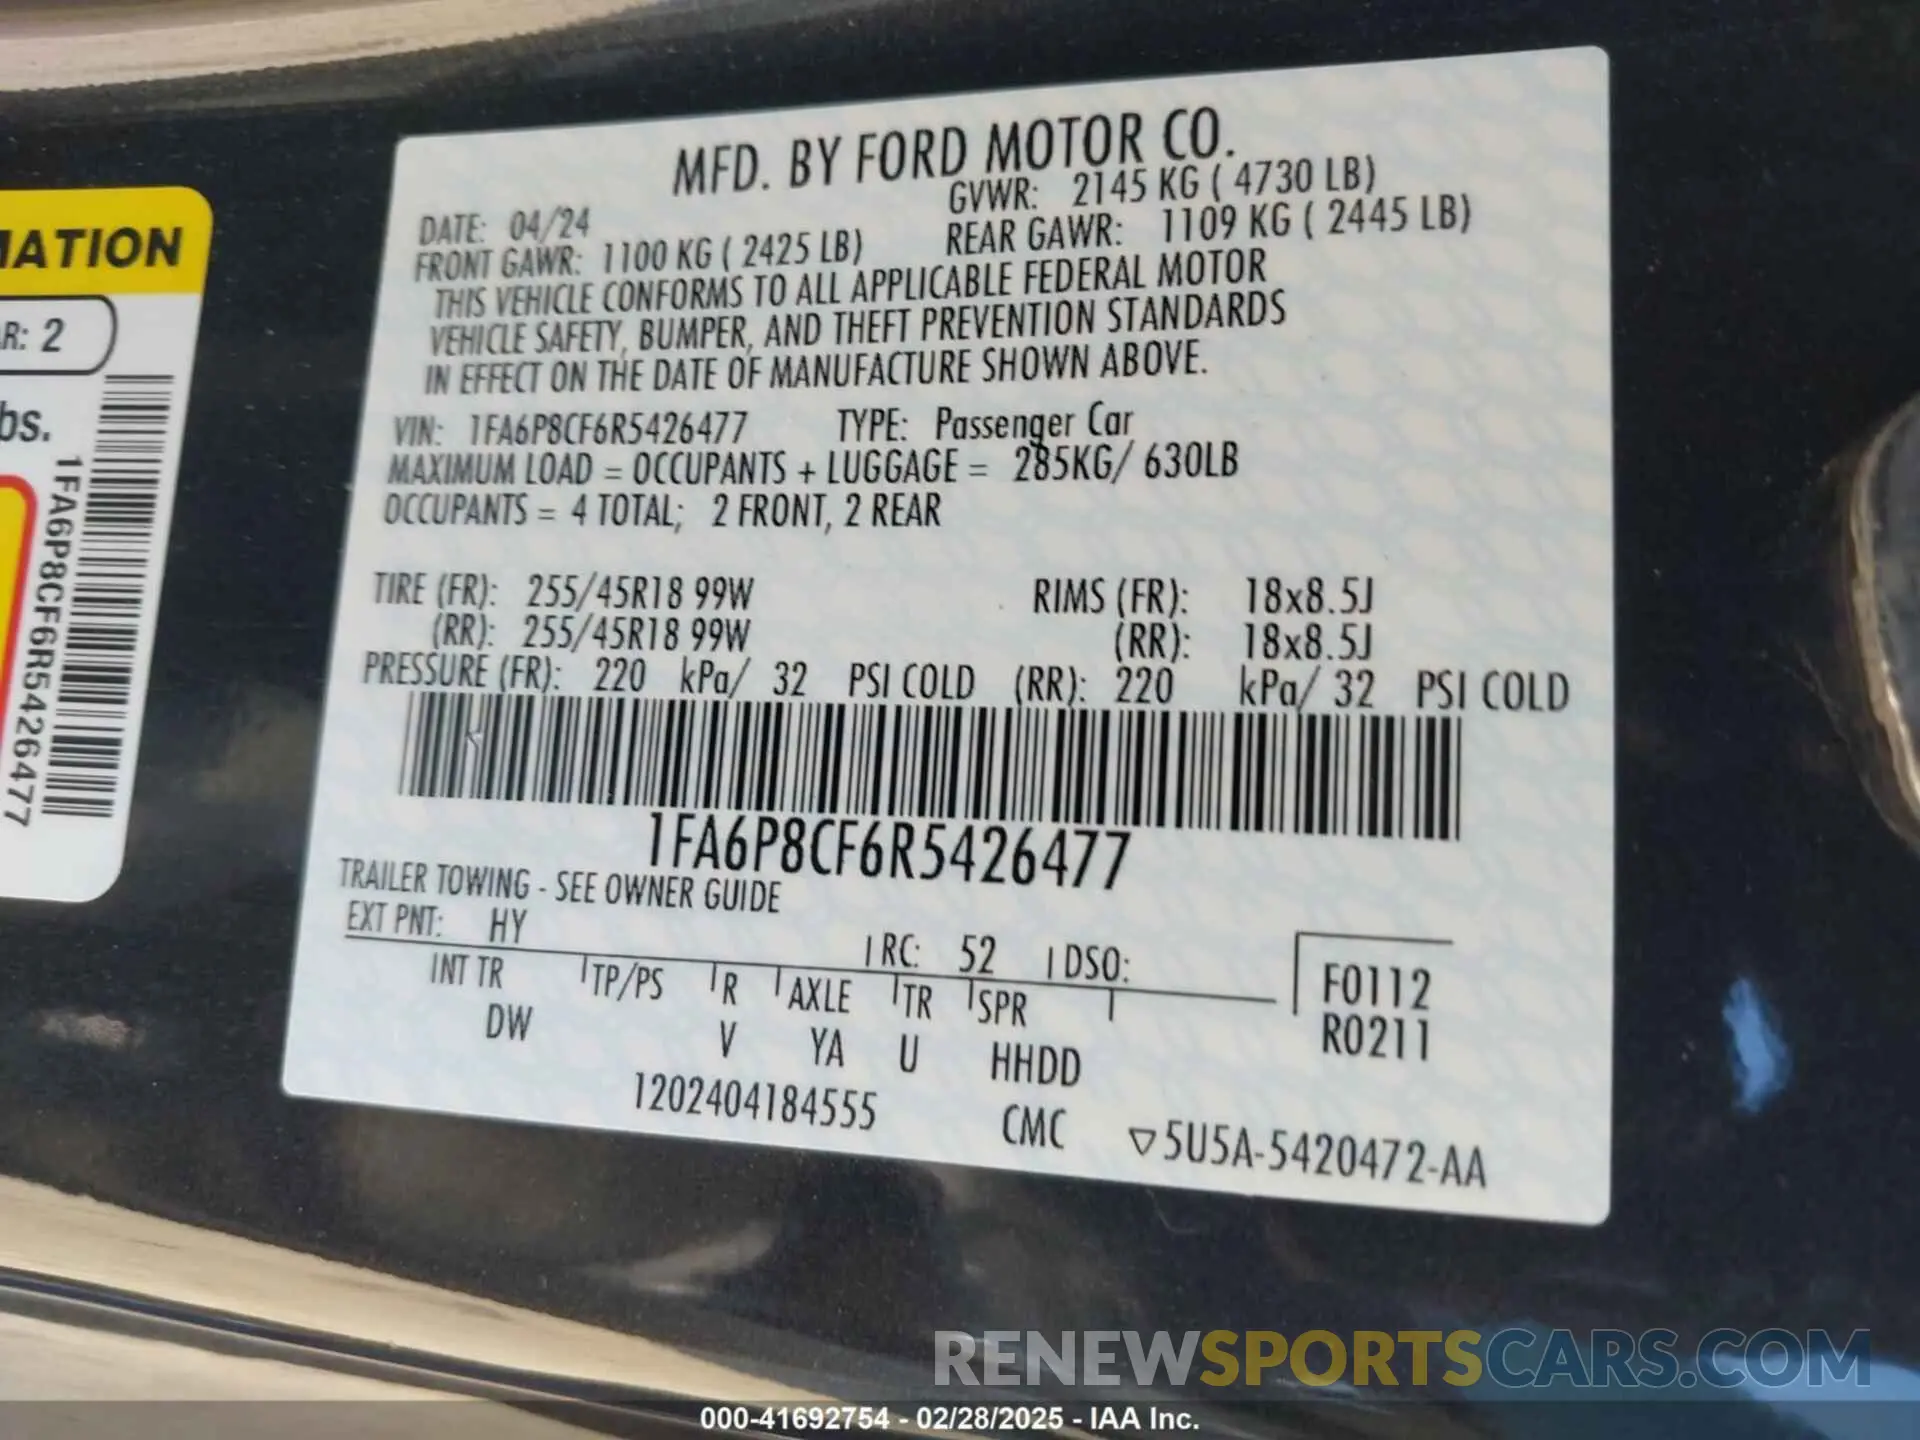 MATION
R: 2
bs.
1FA6P8CF6R5426477
MFD. BY FORD MOTOR CO.
DATE: 04/24 GVWR: 2145 KG ( 4730 LB)
FRONT GAWR: 1100 KG ( 2425 LB) REAR GAWR: 1109 KG ( 2445 LB)
THIS VEHICLE CONFORMS TO ALL APPLICABLE FEDERAL MOTOR
VEHICLE SAFETY, BUMPER, AND THEFT PREVENTION STANDARDS
IN EFFECT ON THE DATE OF MANUFACTURE SHOWN ABOVE.
VIN: 1FA6P8CF6R5426477 TYPE: Passenger Car
MAXIMUM LOAD = OCCUPANTS + LUGGAGE = 285KG/ 630LB
OCCUPANTS = 4 TOTAL; 2 FRONT, 2 REAR
TIRE (FR): 255/45R18 99W RIMS (FR): 18x8.5J
(RR): 255/45R18 99W (RR): 18x8.5J
PRESSURE (FR): 220 kPa/ 32 PSI COLD (RR): 220 kPa/ 32 PSI COLD
1FA6P8CF6R5426477
TRAILER TOWING - SEE OWNER GUIDE
EXT PNT: HY RC: 52 DSO:
INT TR TP/PS R AXLE TR SPR F0112
DW V YA U HHDD R0211
1202404184555 CMC ▽5U5A-5420472-AA
RENEWSPORTSCARS.COM
000-41692754 - 02/28/2025 - IAA Inc.